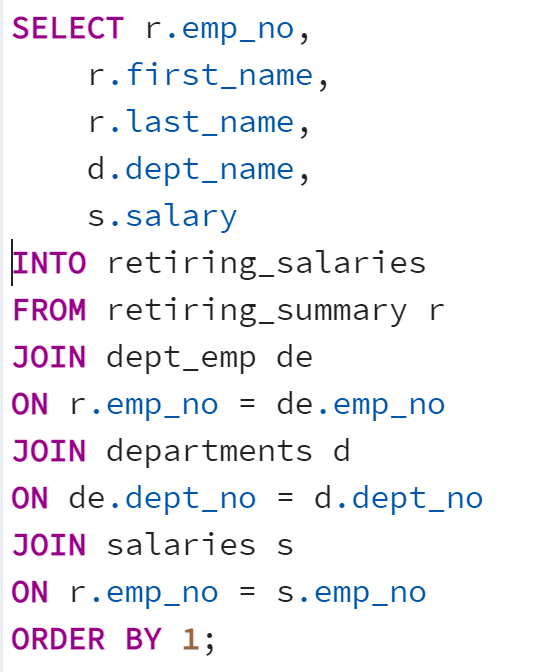 SELECT r.emp_no,
    r.first_name,
    r.last_name,
    d.dept_name,
    s.salary
INTO retiring_salaries
FROM retiring_summary r
JOIN dept_emp de
ON r.emp_no = de.emp_no
JOIN departments d
ON de.dept_no = d.dept_no
JOIN salaries s
ON r.emp_no = s.emp_no
ORDER BY 1;